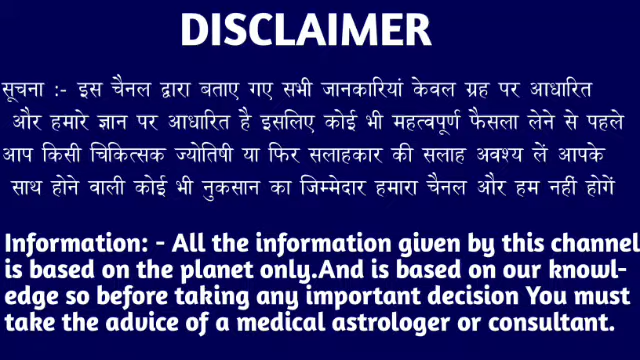 DISCLAIMER
सूचना :- इस चैनल द्वारा बताए गए सभी जानकारियां केवल ग्रह पर आधारित
और हमारे ज्ञान पर आधारित है इसलिए कोई भी महत्वपूर्ण फैसला लेने से पहले
आप किसी चिकित्सक ज्योतिषी या फिर सलाहकार की सलाह अवश्य लें आपके
साथ होने वाली कोई भी नुकसान का जिम्मेदार हमारा चैनल और हम नहीं होगें
Information: - All the information given by this channel
is based on the planet only.And is based on our knowl-
edge so before taking any important decision You must
take the advice of a medical astrologer or consultant.